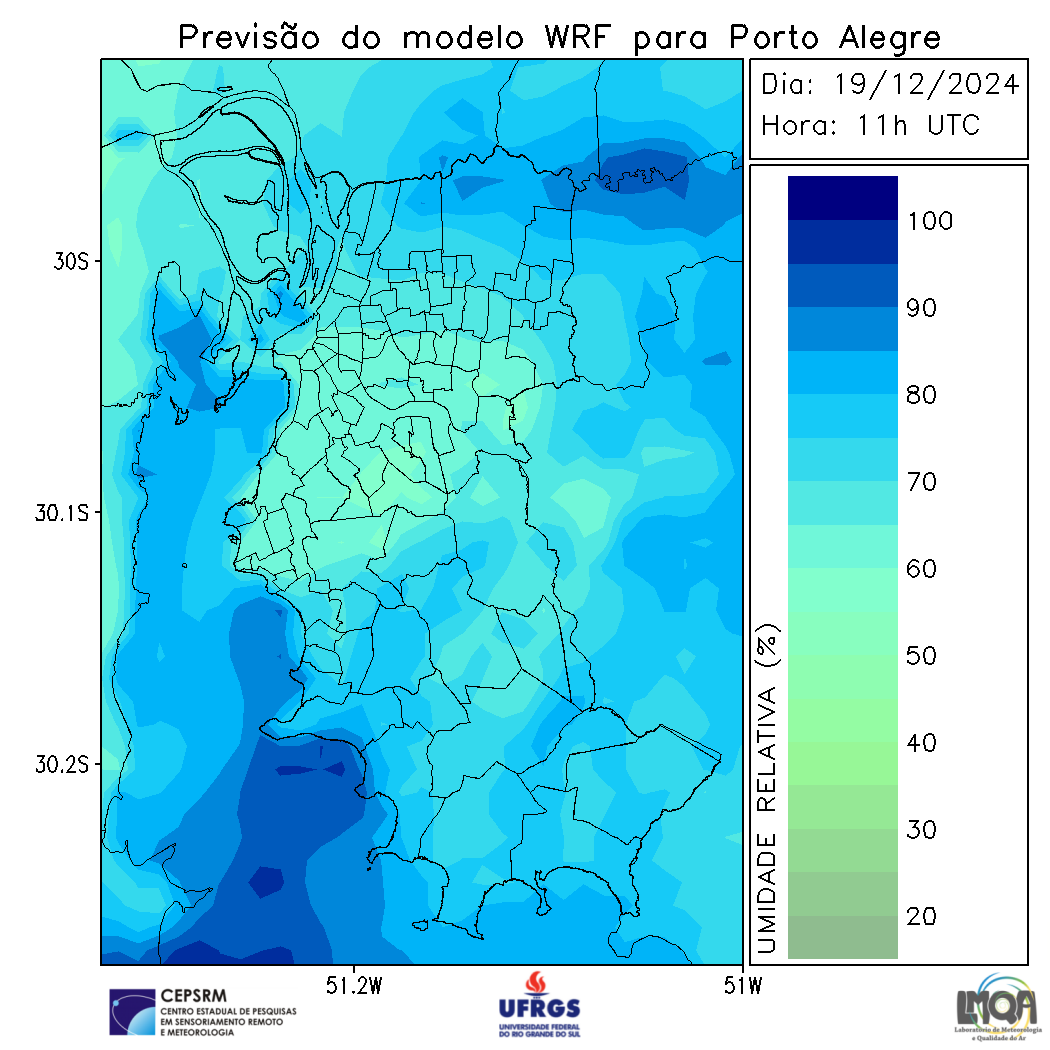 Previsão do modelo WRF para Porto Alegre
Dia: 19/12/2024
Hora: 11h UTC
30S
30.1S
30.2S
51.2W
51W
100
90
80
70
60
50
40
30
20
UMIDADE RELATIVA (%)
CEPSRM
CENTRO ESTADUAL DE PESQUISAS
EM SENSORIAMENTO REMOTO
E METEOROLOGIA
UFRGS
UNIVERSIDADE FEDERAL
DO RIO GRANDE DO SUL
LMQA
Laboratório de Meteorologia
e Qualidade do Ar